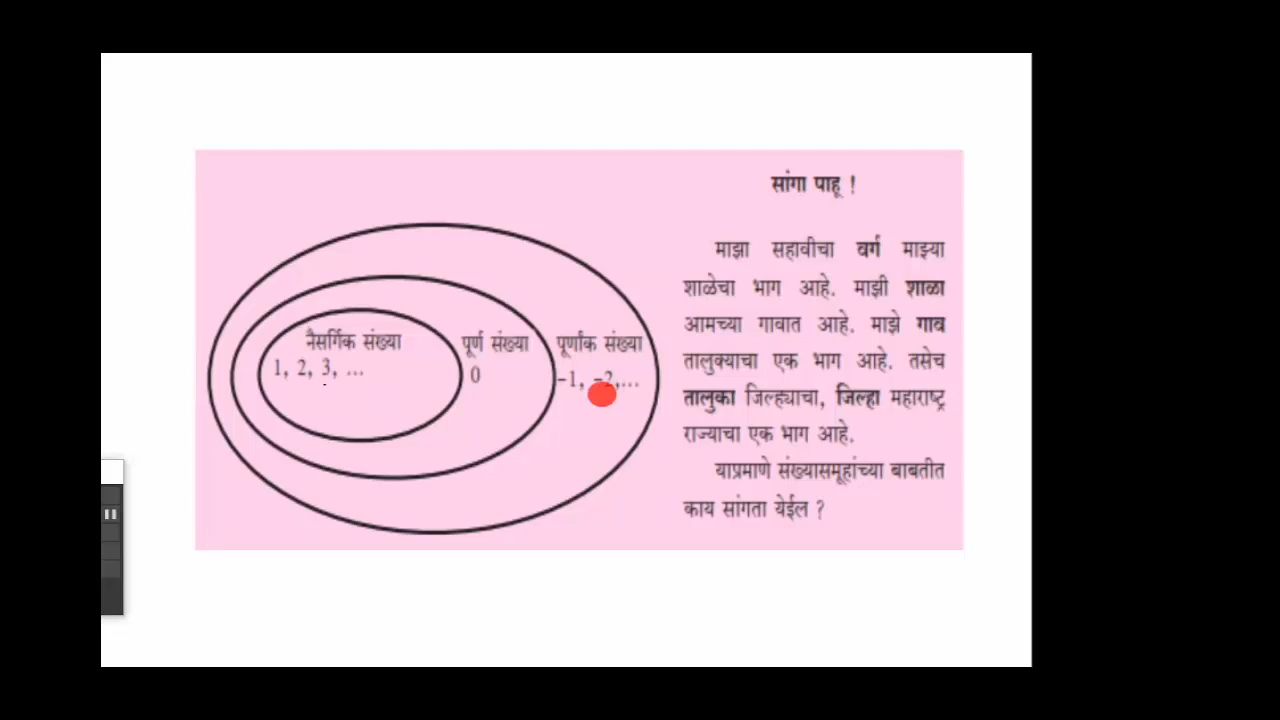 सांगा पाहू !
माझा सहावीचा वर्ग माझ्या
शाळेचा भाग आहे. माझी शाळा
आमच्या गावात आहे. माझे गाव
तालुक्याचा एक भाग आहे. तसेच
तालुका जिल्ह्याचा, जिल्हा महाराष्ट्र
राज्याचा एक भाग आहे.
याप्रमाणे संख्यासमूहांच्या बाबतीत
काय सांगता येईल ?
नैसर्गिक संख्या
1, 2, 3, ...
पूर्ण संख्या
0
पूर्णांक संख्या
-1, -2,...